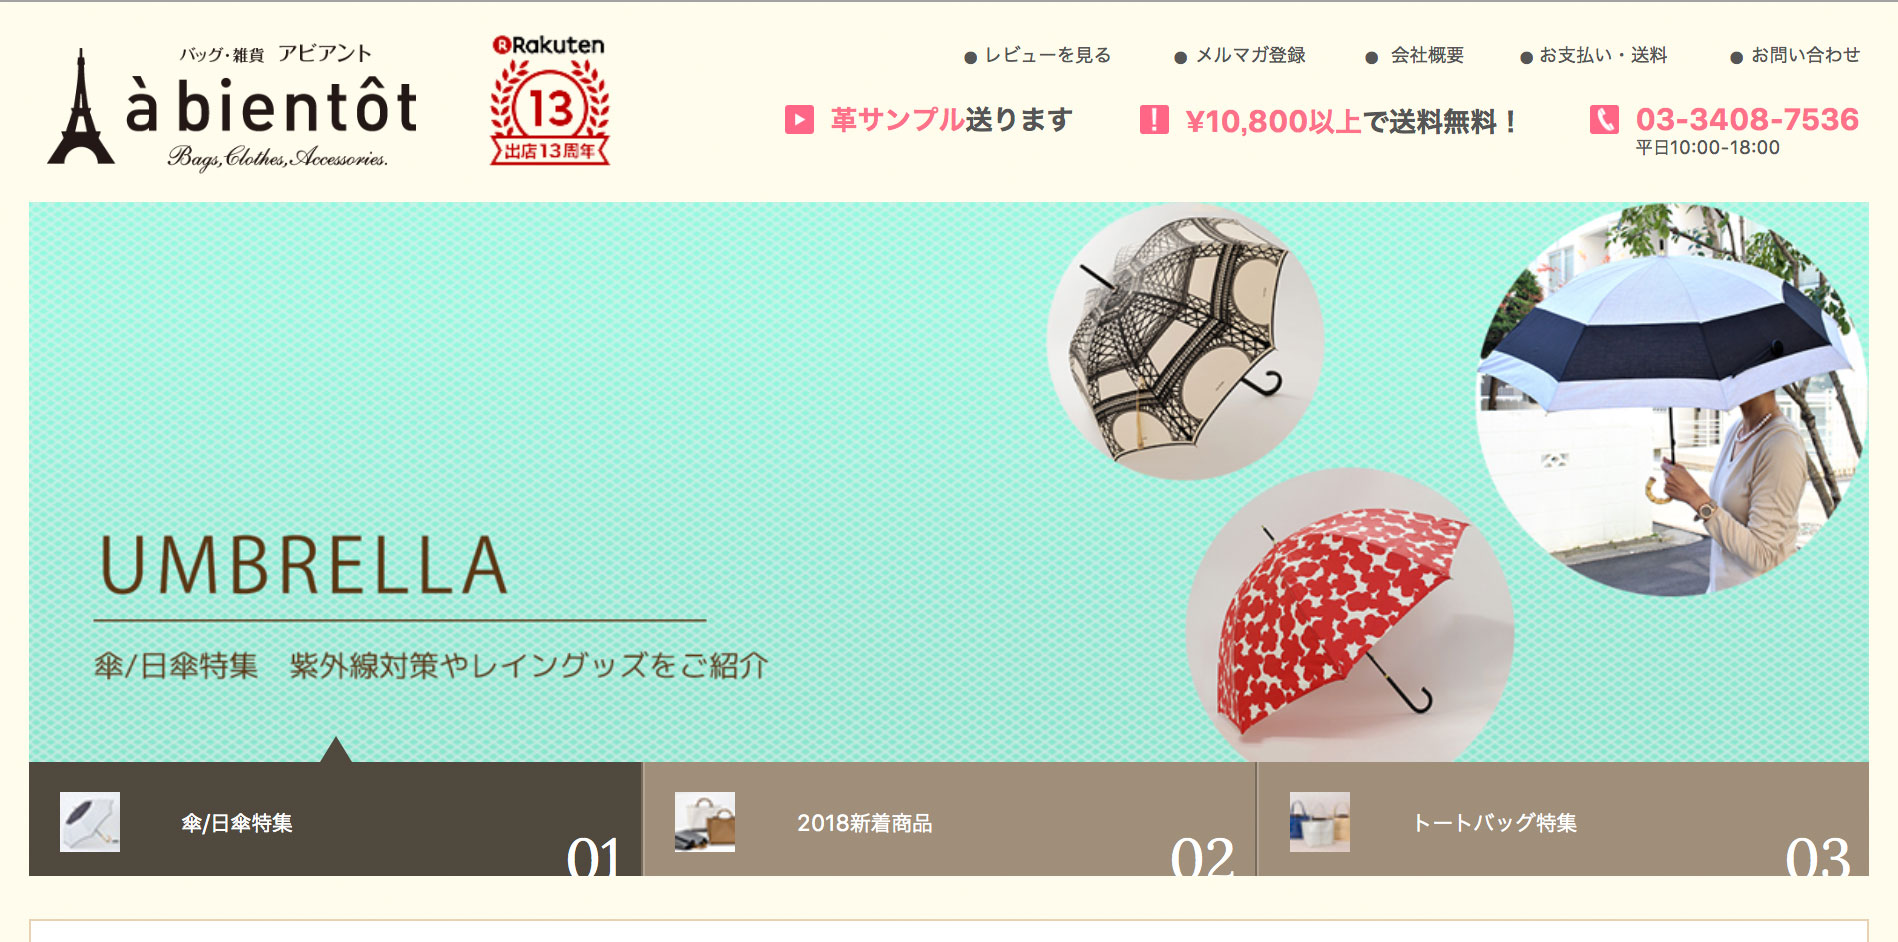 バッグ・雑貨 アビアント
à bientôt
Bags,Clothes,Accessories.
Rakuten
13
出店13周年
レビューを見る
メルマガ登録
会社概要
お支払い・送料
お問い合わせ
革サンプル送ります
¥10,800以上で送料無料！
03-3408-7536
平日10:00-18:00
UMBRELLA
傘/日傘特集　紫外線対策やレイングッズをご紹介
傘/日傘特集
01
2018新着商品
02
トートバッグ特集
03